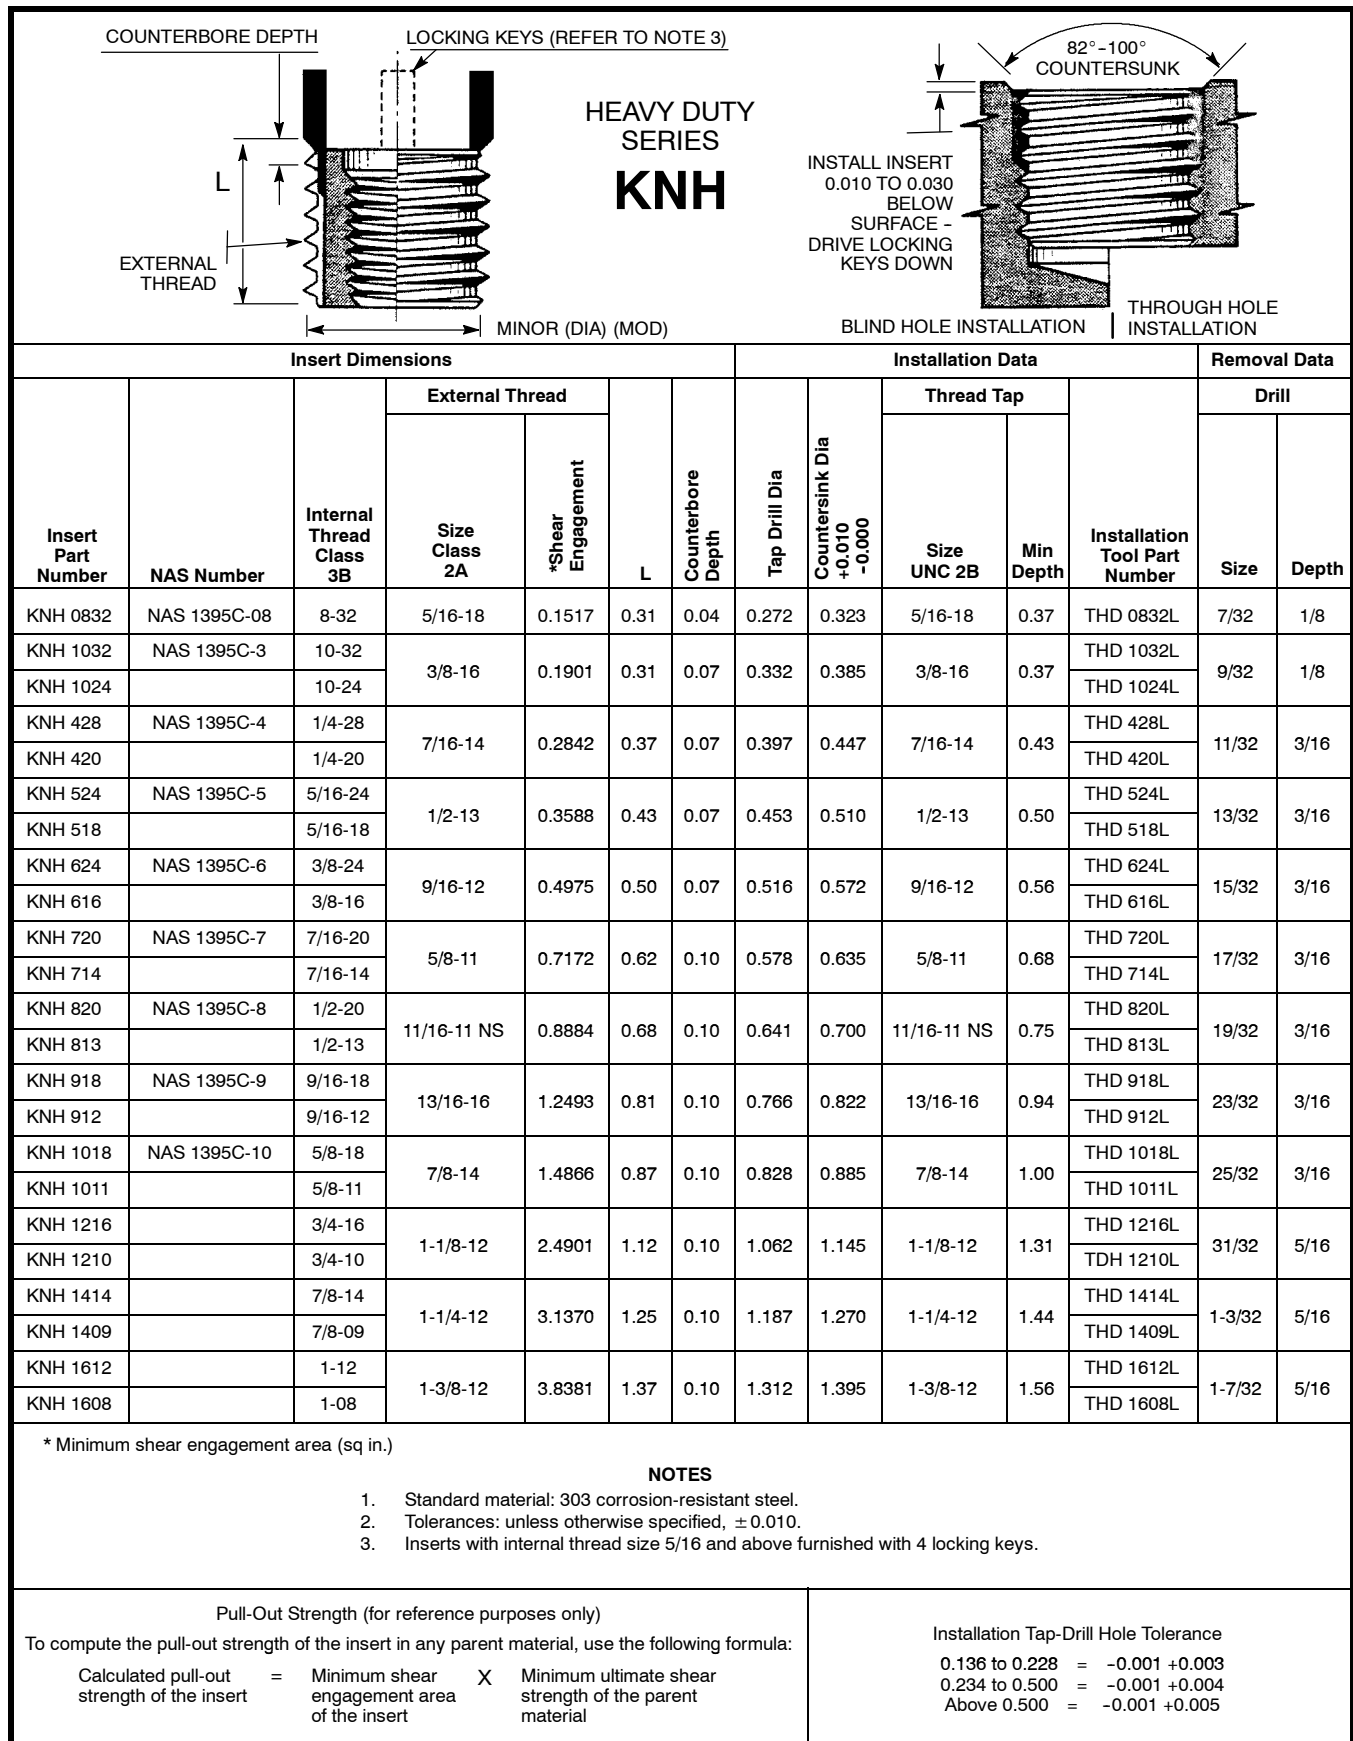 COUNTERBORE DEPTH
LOCKING KEYS (REFER TO NOTE 3)
HEAVY DUTY
SERIES
KNH
L
EXTERNAL
THREAD
MINOR (DIA) (MOD)
82°-100°
COUNTERSUNK
INSTALL INSERT
0.010 TO 0.030
BELOW
SURFACE -
DRIVE LOCKING
KEYS DOWN
BLIND HOLE INSTALLATION
THROUGH HOLE
INSTALLATION
Insert Dimensions Installation Data Removal Data
External Thread Thread Tap Drill
Insert Part Number
NAS Number
Internal Thread Class 3B
Size Class 2A
*Shear Engagement
L
Counterbore Depth
Tap Drill Dia
Countersink Dia +0.010 -0.000
Size UNC 2B
Min Depth
Installation Tool Part Number
Size
Depth
KNH 0832 NAS 1395C-08 8-32 5/16-18 0.1517 0.31 0.04 0.272 0.323 5/16-18 0.37 THD 0832L 7/32 1/8
KNH 1032 NAS 1395C-3 10-32 THD 1032L
3/8-16 0.1901 0.31 0.07 0.332 0.385 3/8-16 0.37 9/32 1/8
KNH 1024 10-24 THD 1024L
KNH 428 NAS 1395C-4 1/4-28 THD 428L
7/16-14 0.2842 0.37 0.07 0.397 0.447 7/16-14 0.43 11/32 3/16
KNH 420 1/4-20 THD 420L
KNH 524 NAS 1395C-5 5/16-24 THD 524L
1/2-13 0.3588 0.43 0.07 0.453 0.510 1/2-13 0.50 13/32 3/16
KNH 518 5/16-18 THD 518L
KNH 624 NAS 1395C-6 3/8-24 THD 624L
9/16-12 0.4975 0.50 0.07 0.516 0.572 9/16-12 0.56 15/32 3/16
KNH 616 3/8-16 THD 616L
KNH 720 NAS 1395C-7 7/16-20 THD 720L
5/8-11 0.7172 0.62 0.10 0.578 0.635 5/8-11 0.68 17/32 3/16
KNH 714 7/16-14 THD 714L
KNH 820 NAS 1395C-8 1/2-20 THD 820L
11/16-11 NS 0.8884 0.68 0.10 0.641 0.700 11/16-11 NS 0.75 19/32 3/16
KNH 813 1/2-13 THD 813L
KNH 918 NAS 1395C-9 9/16-18 THD 918L
13/16-16 1.2493 0.81 0.10 0.766 0.822 13/16-16 0.94 23/32 3/16
KNH 912 9/16-12 THD 912L
KNH 1018 NAS 1395C-10 5/8-18 THD 1018L
7/8-14 1.4866 0.87 0.10 0.828 0.885 7/8-14 1.00 25/32 3/16
KNH 1011 5/8-11 THD 1011L
KNH 1216 3/4-16 THD 1216L
1-1/8-12 2.4901 1.12 0.10 1.062 1.145 1-1/8-12 1.31 31/32 5/16
KNH 1210 3/4-10 TDH 1210L
KNH 1414 7/8-14 THD 1414L
1-1/4-12 3.1370 1.25 0.10 1.187 1.270 1-1/4-12 1.44 1-3/32 5/16
KNH 1409 7/8-09 THD 1409L
KNH 1612 1-12 THD 1612L
1-3/8-12 3.8381 1.37 0.10 1.312 1.395 1-3/8-12 1.56 1-7/32 5/16
KNH 1608 1-08 THD 1608L
* Minimum shear engagement area (sq in.)
NOTES
1. Standard material: 303 corrosion-resistant steel.
2. Tolerances: unless otherwise specified, ±0.010.
3. Inserts with internal thread size 5/16 and above furnished with 4 locking keys.
Pull-Out Strength (for reference purposes only)
To compute the pull-out strength of the insert in any parent material, use the following formula:
Calculated pull-out = Minimum shear X Minimum ultimate shear
strength of the insert engagement area strength of the parent
of the insert material
Installation Tap-Drill Hole Tolerance
0.136 to 0.228 = -0.001 +0.003
0.234 to 0.500 = -0.001 +0.004
Above 0.500 = -0.001 +0.005